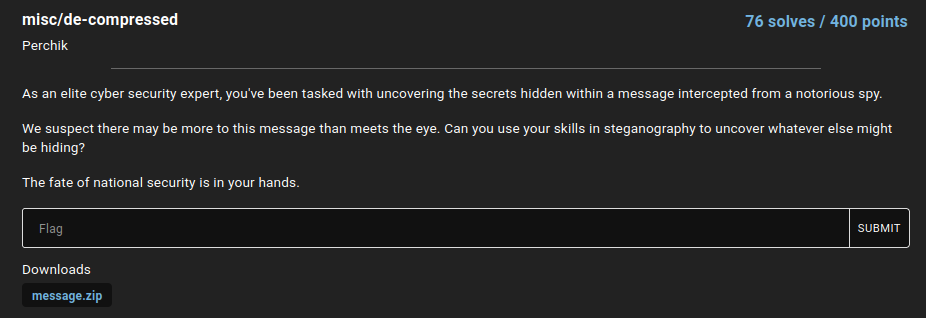 misc/de-compressed
76 solves / 400 points
Perchik
As an elite cyber security expert, you've been tasked with uncovering the secrets hidden within a message intercepted from a notorious spy.
We suspect there may be more to this message than meets the eye. Can you use your skills in steganography to uncover whatever else might
be hiding?
The fate of national security is in your hands.
Flag
SUBMIT
Downloads
message.zip